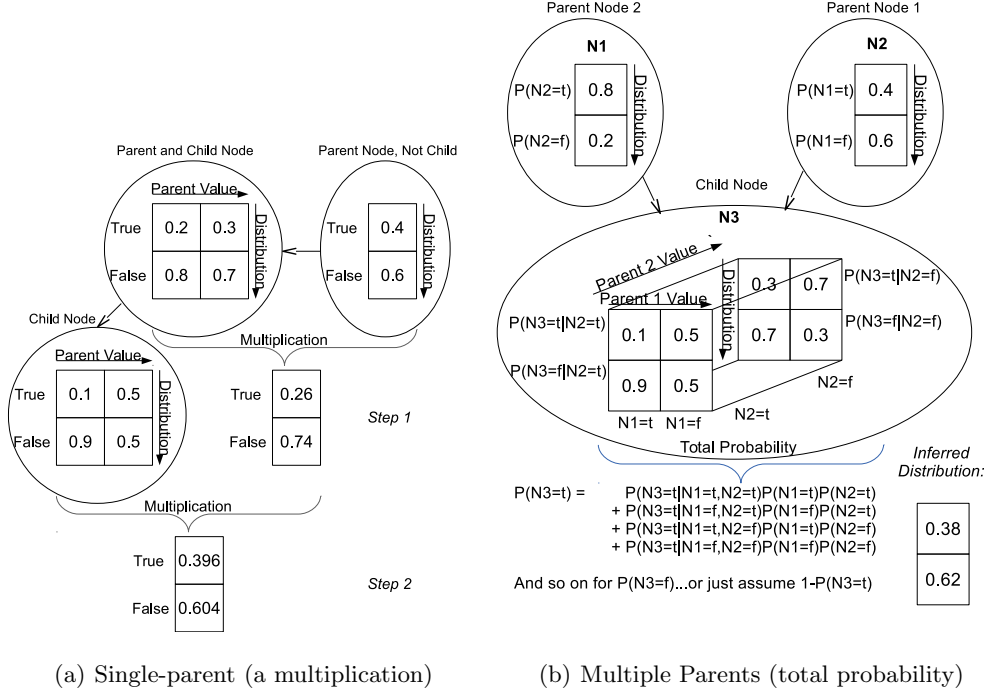 Parent and Child Node
Parent Node, Not Child
Parent Value
Distribution
True
0.2 0.3
False
0.8 0.7
Distribution
True
0.4
False
0.6
Child Node
Multiplication
Parent Value
Distribution
True
0.1 0.5
False
0.9 0.5
True
0.26
False
0.74
Step 1
Multiplication
True
0.396
False
0.604
Step 2
(a) Single-parent (a multiplication)
Parent Node 2
Parent Node 1
N1
P(N2=t)
0.8
P(N2=f)
0.2
Distribution
N2
P(N1=t)
0.4
P(N1=f)
0.6
Distribution
Child Node
N3
Parent 2 Value
Parent 1 Value
Distribution
0.3 0.7
P(N3=t|N2=f)
0.7 0.3
P(N3=f|N2=f)
P(N3=t|N2=t)
0.1 0.5
P(N3=f|N2=t)
0.9 0.5
N1=t N1=f
N2=t
N2=f
Total Probability
Inferred
Distribution:
P(N3=t) = P(N3=t|N1=t,N2=t)P(N1=t)P(N2=t)
+ P(N3=t|N1=f,N2=t)P(N1=f)P(N2=t)
+ P(N3=t|N1=t,N2=f)P(N1=t)P(N2=f)
+ P(N3=t|N1=f,N2=f)P(N1=f)P(N2=f)
And so on for P(N3=f)...or just assume 1-P(N3=t)
0.38
0.62
(b) Multiple Parents (total probability)